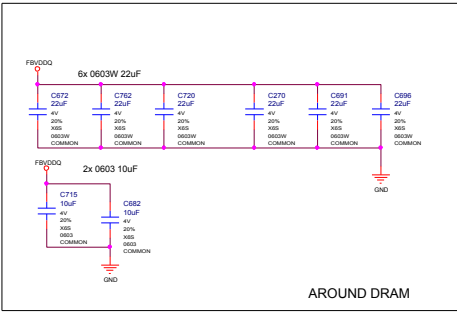 FBVDDQ
6x 0603W 22uF
C672
22uF
4V
20%
X6S
0603W
COMMON
C762
22uF
4V
20%
X6S
0603W
COMMON
C720
22uF
4V
20%
X6S
0603W
COMMON
C270
22uF
4V
20%
X6S
0603W
COMMON
C691
22uF
4V
20%
X6S
0603W
COMMON
C696
22uF
4V
20%
X6S
0603W
COMMON
GND
FBVDDQ
2x 0603 10uF
C715
10uF
4V
20%
X6S
0603
COMMON
C682
10uF
4V
20%
X6S
0603
COMMON
GND
AROUND DRAM